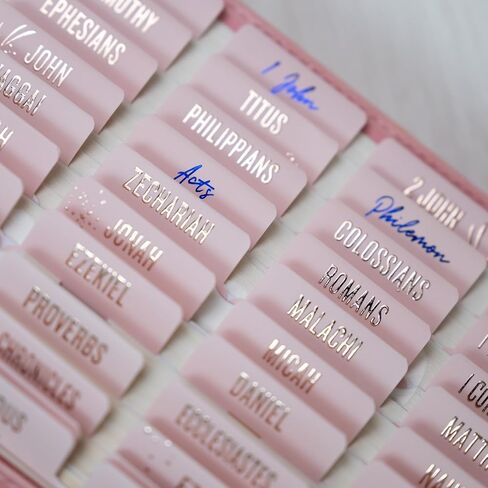 EPHESIANS
JOHN
1 John
TITUS
PHILIPPIANS
Acts
ZECHARIAH
JONAH
EZEKIEL
PROVERBS
CHRONICLES
2 JOHN
Philemon
COLOSSIANS
ROMANS
MALACHI
MICAH
DANIEL
ECCLESIASTES